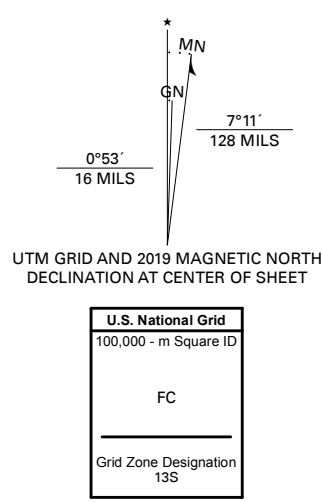 ★
MN
GN
7°11´
128 MILS
0°53´
16 MILS
UTM GRID AND 2019 MAGNETIC NORTH
DECLINATION AT CENTER OF SHEET
U.S. National Grid
100,000 - m Square ID
FC
Grid Zone Designation
13S